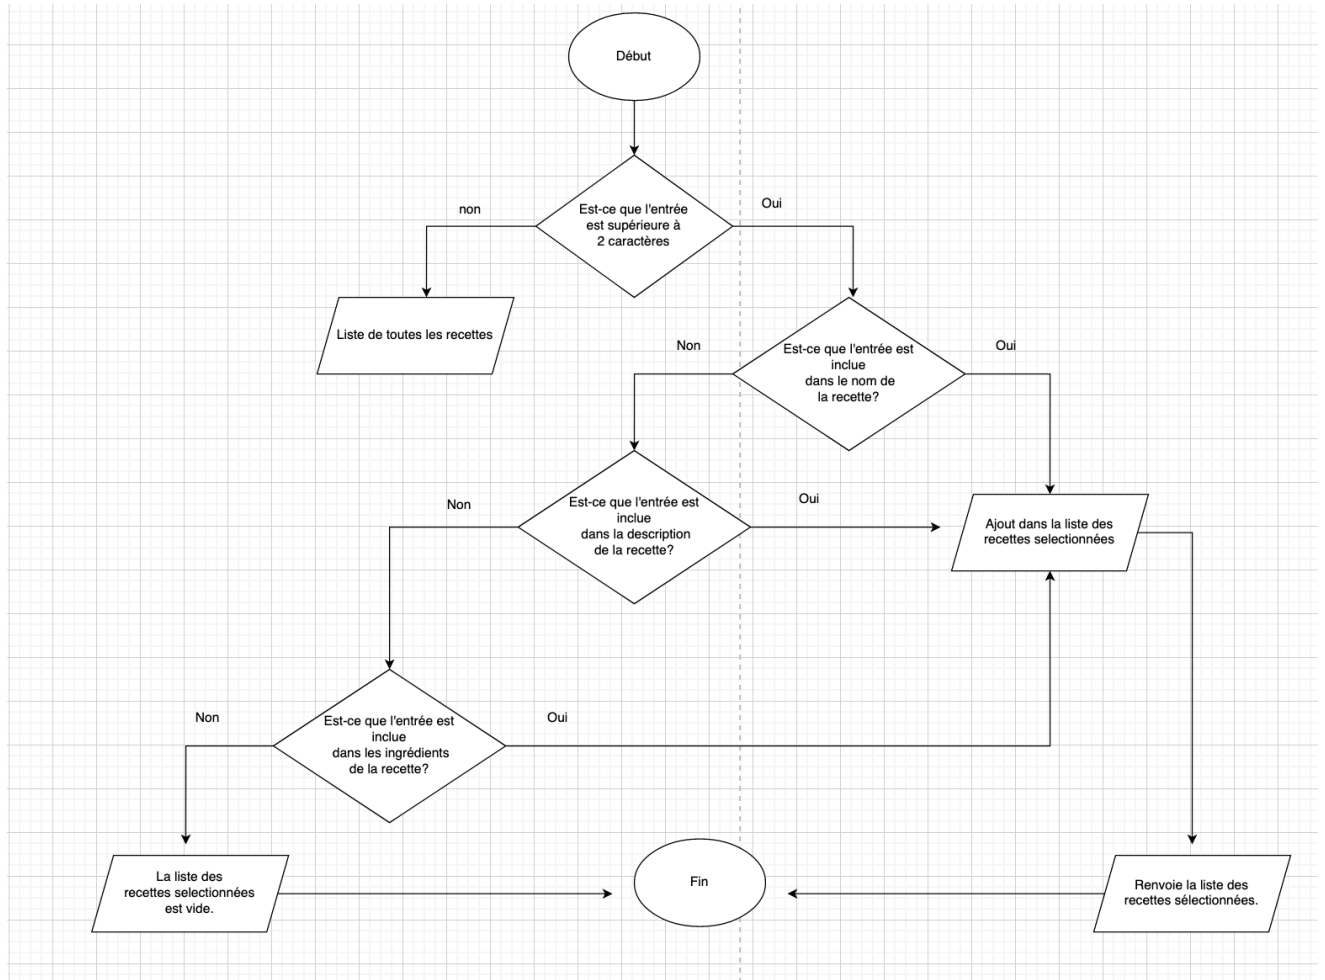 Début
Est-ce que l'entrée
est supérieure à
2 caractères
non
Oui
Liste de toutes les recettes
Est-ce que l'entrée est
inclue
dans le nom de
la recette?
Non
Oui
Est-ce que l'entrée est
inclue
dans la description
de la recette?
Non
Oui
Ajout dans la liste des
recettes selectionnées
Est-ce que l'entrée est
inclue
dans les ingrédients
de la recette?
Non
Oui
La liste des
recettes selectionnées
est vide.
Fin
Renvoie la liste des
recettes sélectionnées.